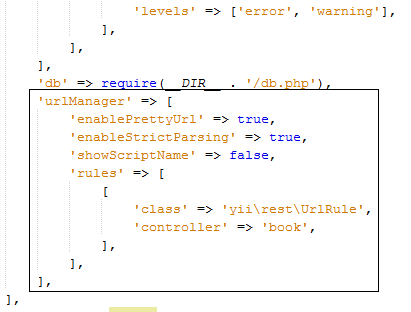 'levels' => ['error', 'warning'],
],
],
],
'db' => require(__DIR__ . '/db.php'),
'urlManager' => [
'enablePrettyUrl' => true,
'enableStrictParsing' => true,
'showScriptName' => false,
'rules' => [
[
'class' => 'yii\rest\UrlRule',
'controller' => 'book',
],
],
],
],